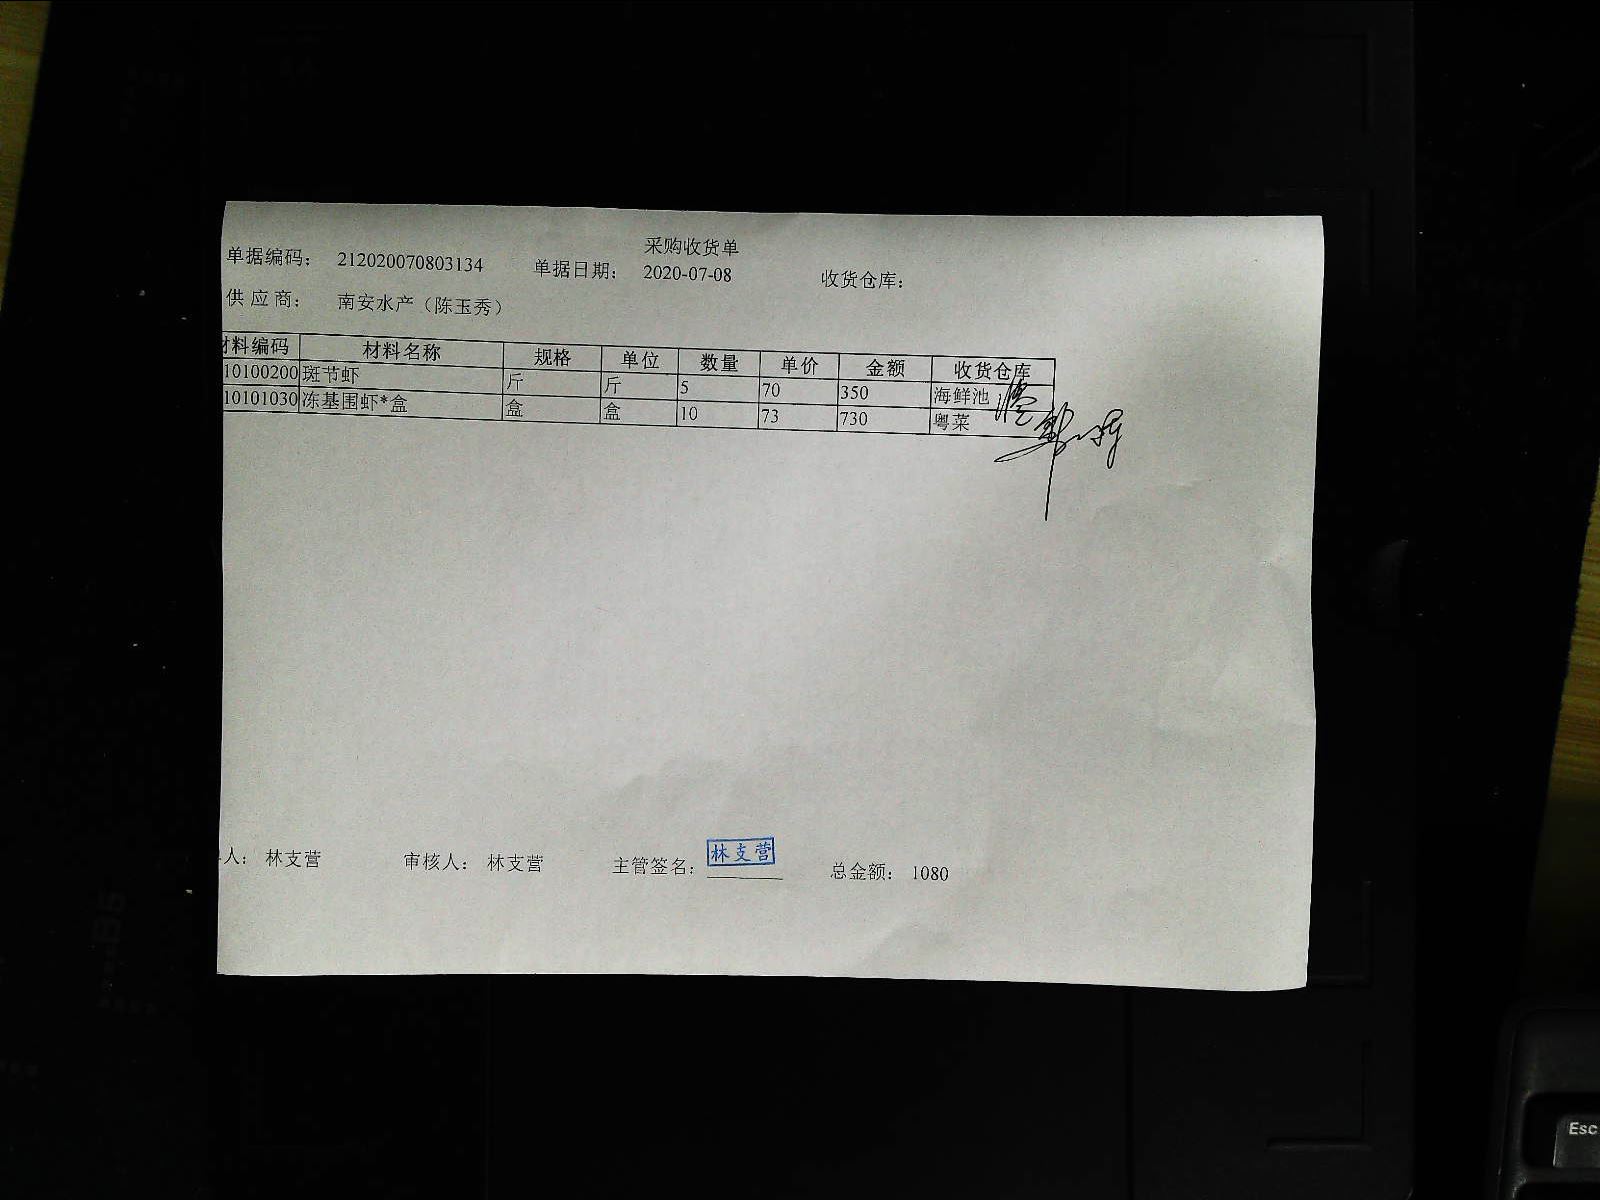 采购收货单
单据编码: 212020070803134 单据日期: 2020-07-08 收货仓库:
供应商: 南安水产(陈玉秀)
材料编码 材料名称 规格 单位 数量 单价 金额 收货仓库
10100200 斑节虾 斤 斤 5 70 350 海鲜池
10101030 冻基围虾*盒 盒 盒 10 73 730 粤菜
人: 林支营 审核人: 林支营 主管签名: 林支营 总金额: 1080
Esc